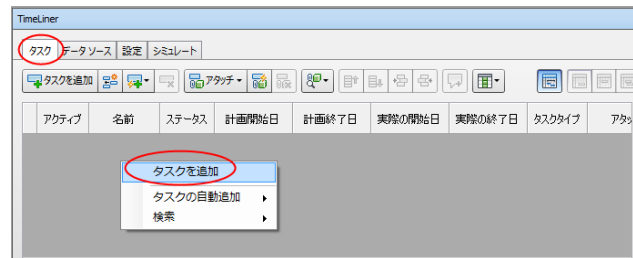 TimeLiner
タスク データソース 設定 シミュレート
タスクを追加 アタッチ
アクティブ 名前 ステータス 計画開始日 計画終了日 実際の開始日 実際の終了日 タスクタイプ アタッ
タスクを追加
タスクの自動追加
検索